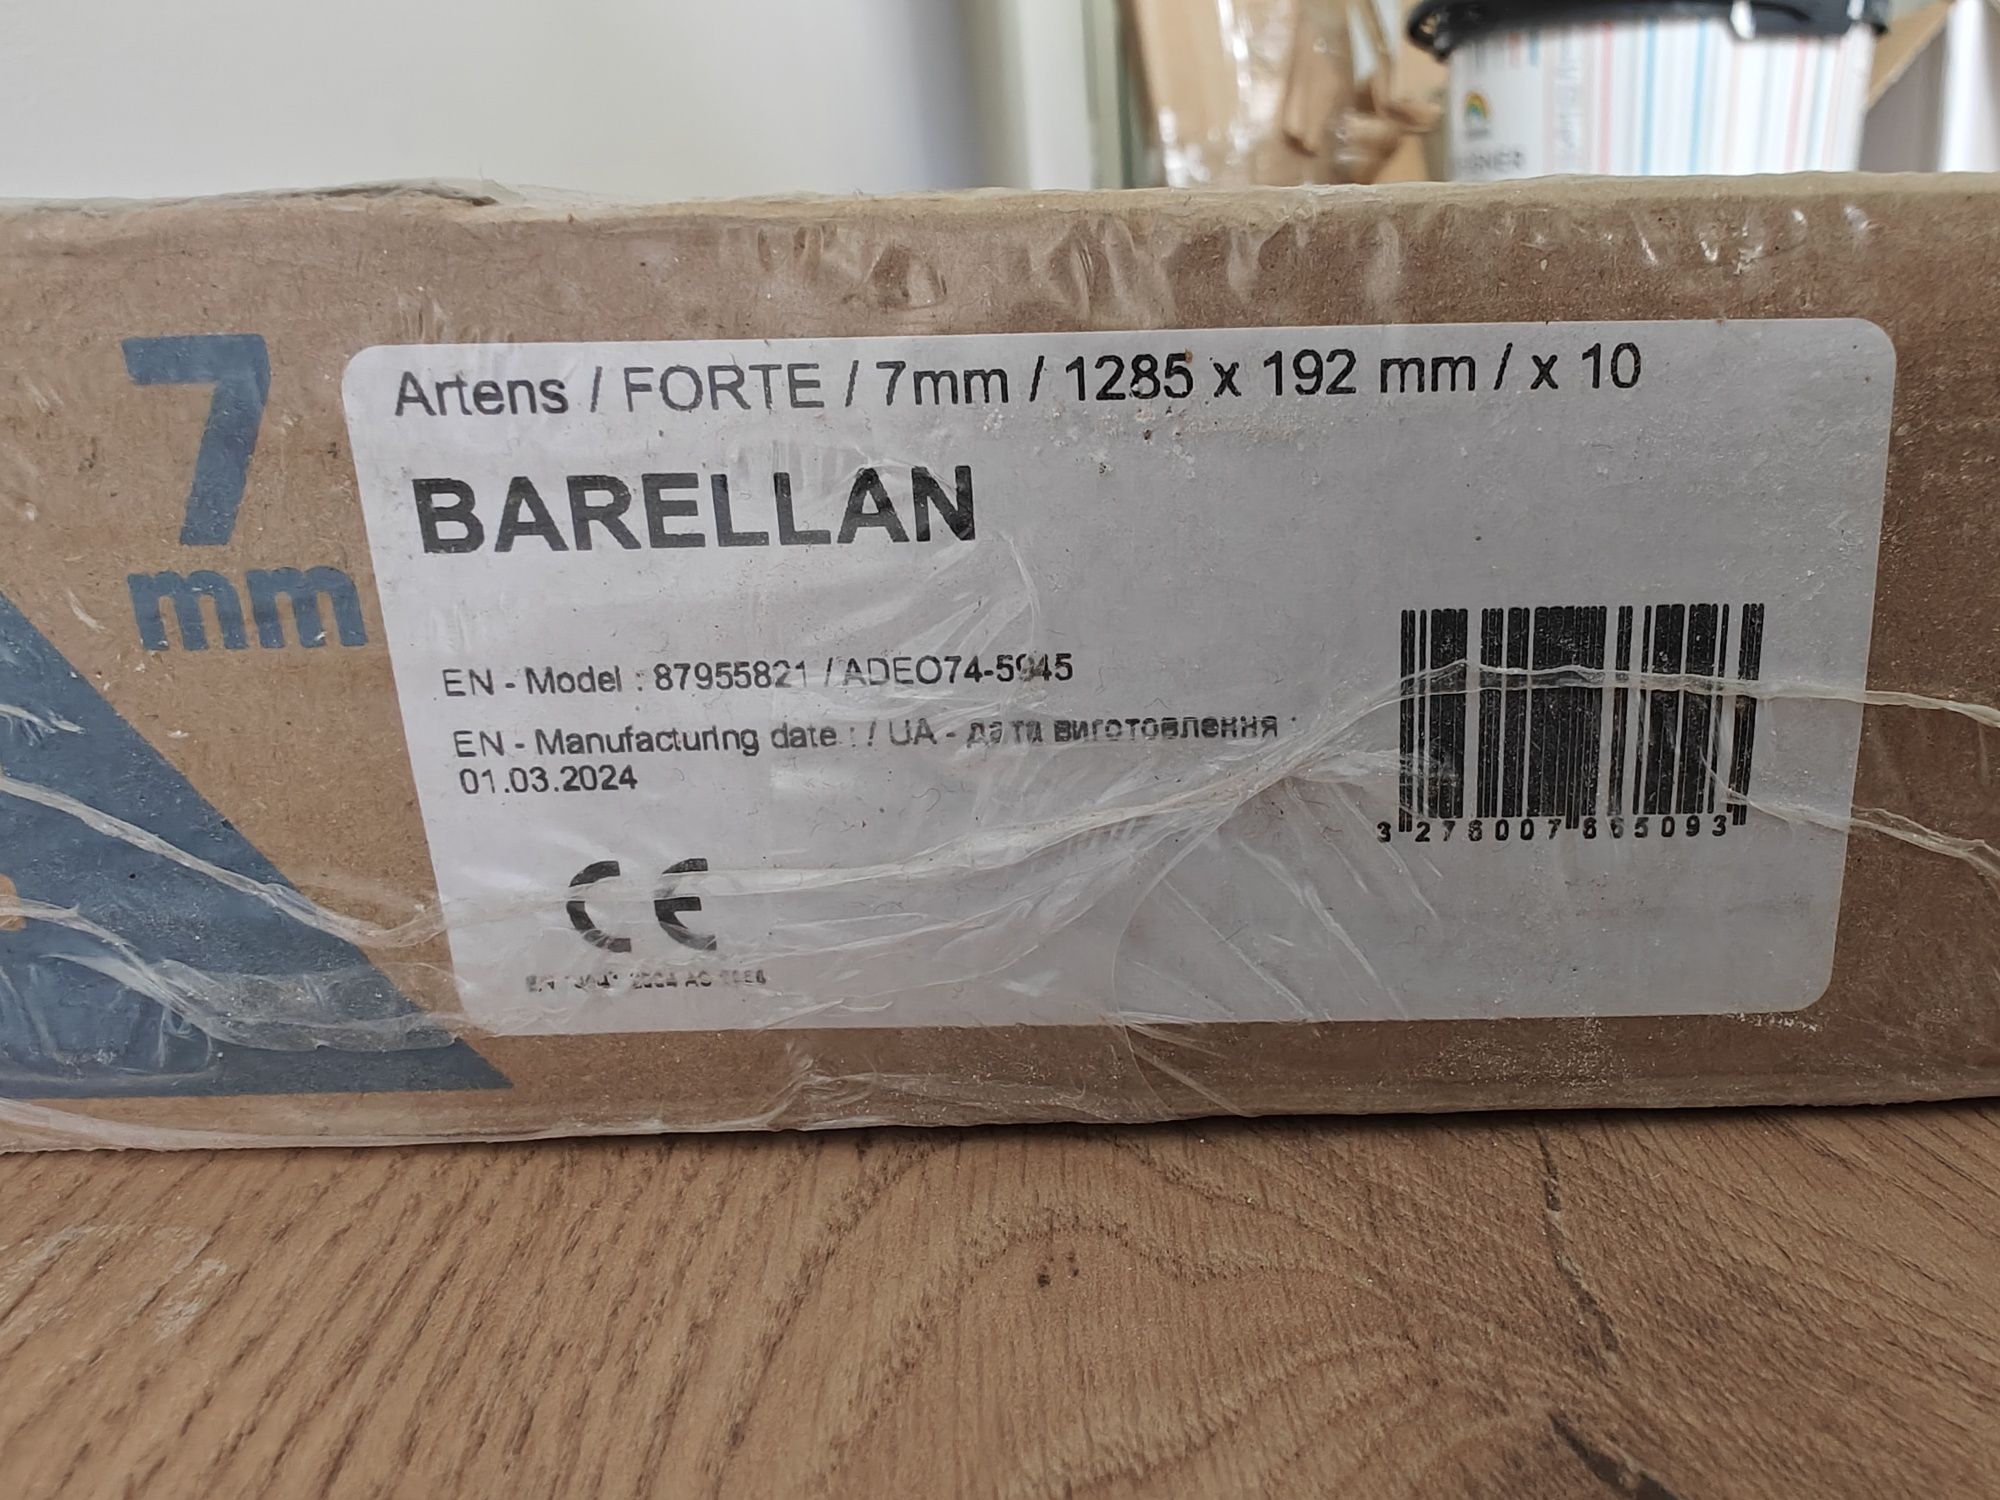 7
mm
Artens / FORTE / 7mm / 1285 x 192 mm / x 10
BARELLAN
EN - Model : 87955821 / ADEO74-5945
EN - Manufacturing date : / UA - дата виготовлення :
01.03.2024
CE
3 276007 865093